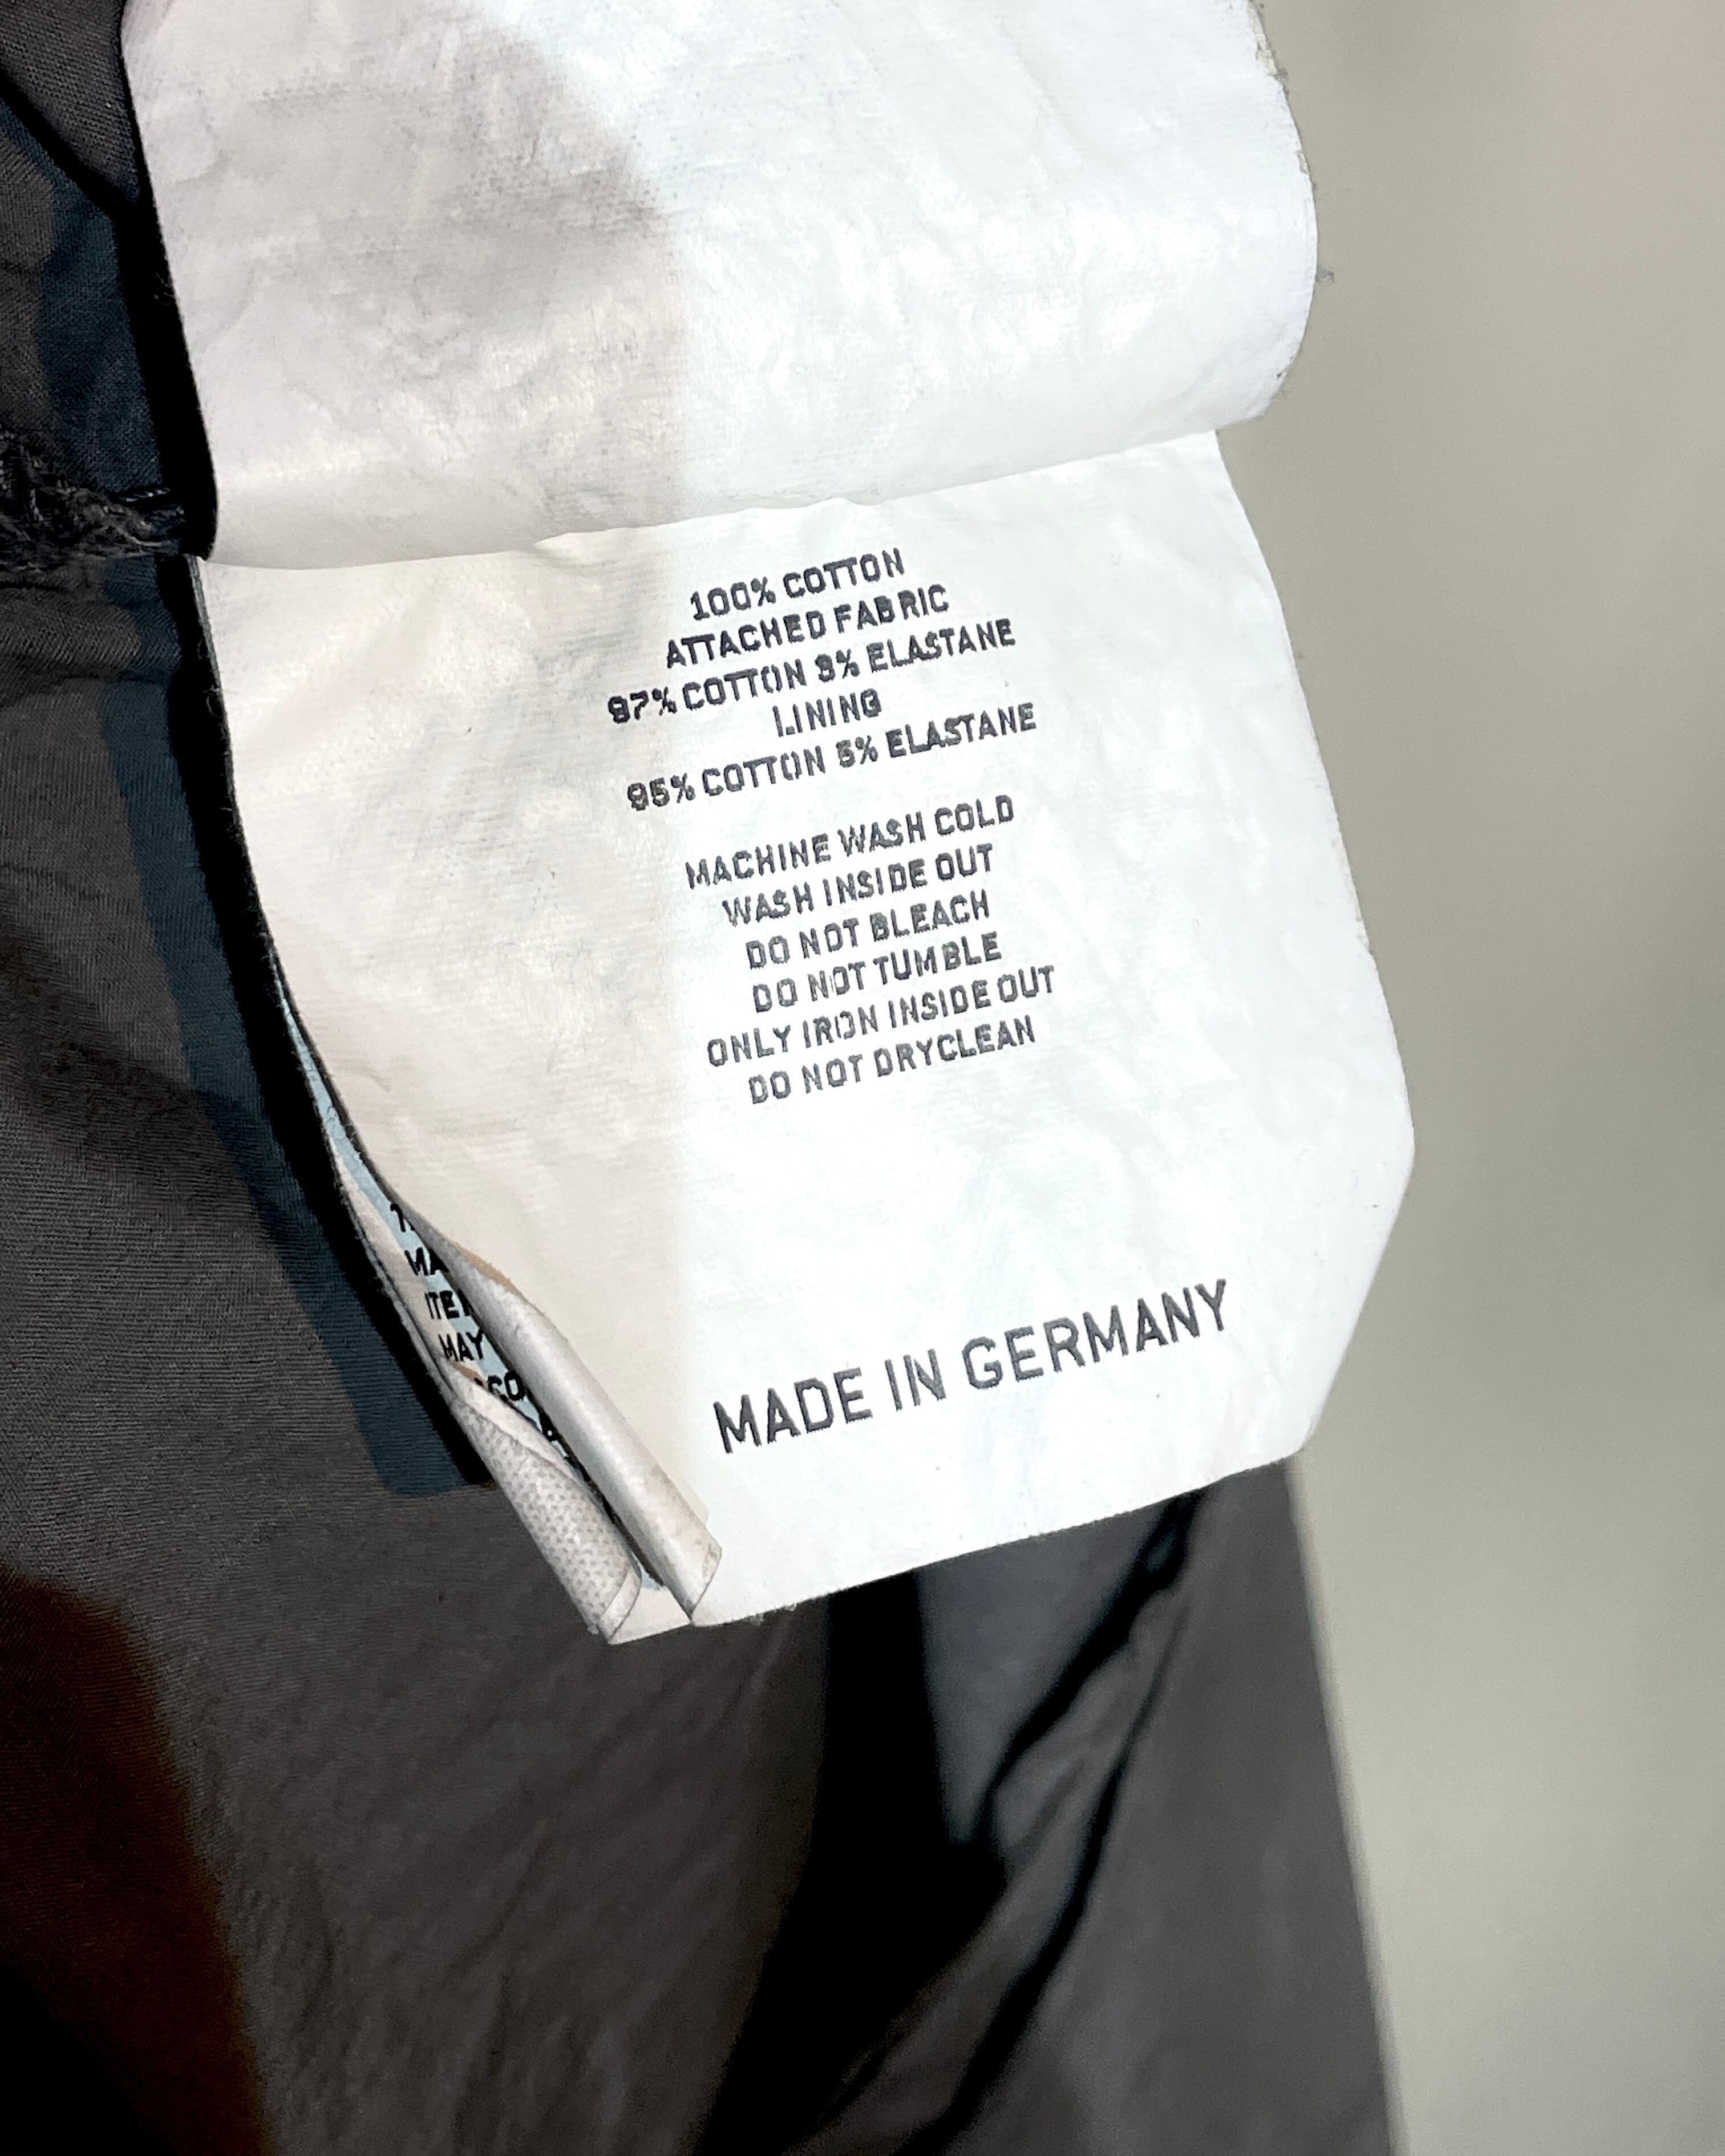 100% COTTON
ATTACHED FABRIC
97% COTTON 3% ELASTANE
LINING
95% COTTON 5% ELASTANE
MACHINE WASH COLD
WASH INSIDE OUT
DO NOT BLEACH
DO NOT TUMBLE
ONLY IRON INSIDE OUT
DO NOT DRYCLEAN
MADE IN GERMANY
MAY